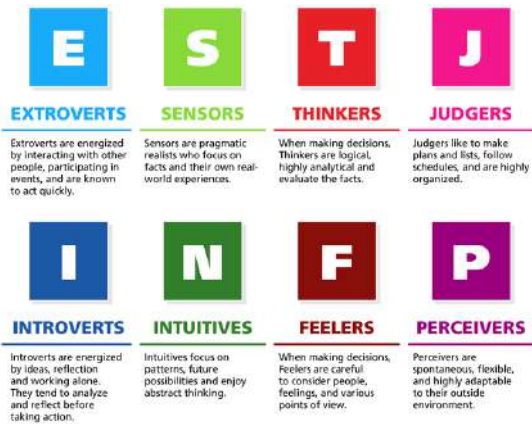 E S T J
EXTROVERTS SENSORS THINKERS JUDGERS
Extroverts are energized
by interacting with other
people, participating in
events, and are known
to act quickly.
Sensors are pragmatic
realists who focus on
facts and their own real-
world experiences.
When making decisions,
Thinkers are logical,
highly analytical and
evaluate the facts.
Judgers like to make
plans and lists, follow
schedules, and are highly
organized.
I N F P
INTROVERTS INTUITIVES FEELERS PERCEIVERS
Introverts are energized
by ideas, reflection
and working alone.
They tend to analyze
and reflect before
taking action.
Intuitives focus on
patterns, future
possibilities and enjoy
abstract thinking.
When making decisions,
Feelers are careful
to consider people,
feelings, and various
points of view.
Perceivers are
spontaneous, flexible,
and highly adaptable
to their outside
environment.